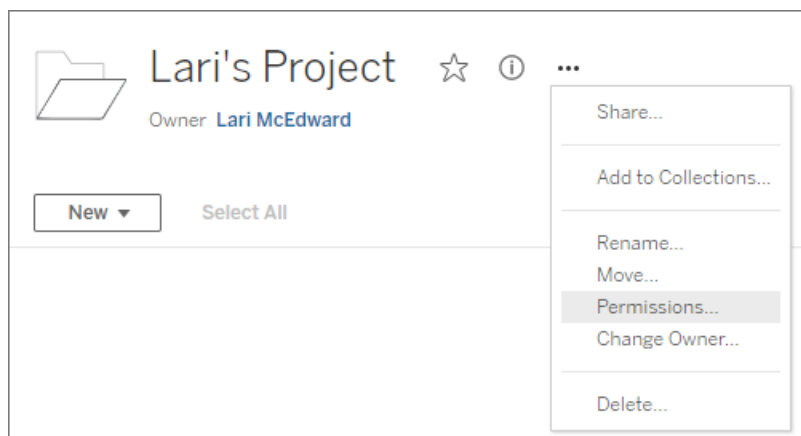 Lari's Project
Owner Lari McEdward
New
Select All
Share...
Add to Collections...
Rename...
Move...
Permissions...
Change Owner...
Delete...